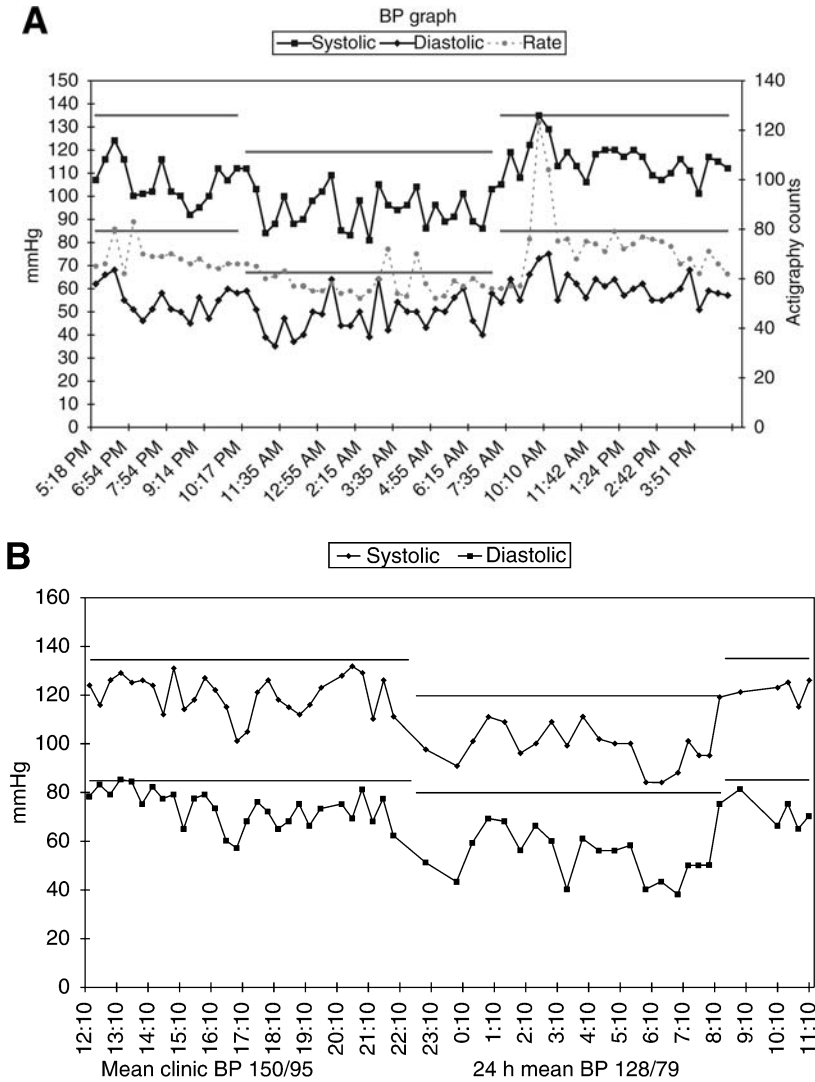 A
BP graph
Systolic Diastolic Rate
150
140
130
120
110
100
90
80
70
60
50
40
30
20
10
0
mmHg
140
120
100
80
60
40
20
0
Actigraphy counts
5:18 PM
6:54 PM
7:54 PM
9:14 PM
10:17 PM
11:35 AM
12:55 AM
2:15 AM
3:35 AM
4:55 AM
6:15 AM
7:35 AM
10:10 AM
11:42 AM
1:24 PM
2:42 PM
3:51 PM
B
Systolic Diastolic
160
140
120
100
80
60
40
20
0
mmHg
12:10
13:10
14:10
15:10
16:10
17:10
18:10
19:10
20:10
21:10
22:10
23:10
0:10
1:10
2:10
3:10
4:10
5:10
6:10
7:10
8:10
9:10
10:10
11:10
Mean clinic BP 150/95 24 h mean BP 128/79